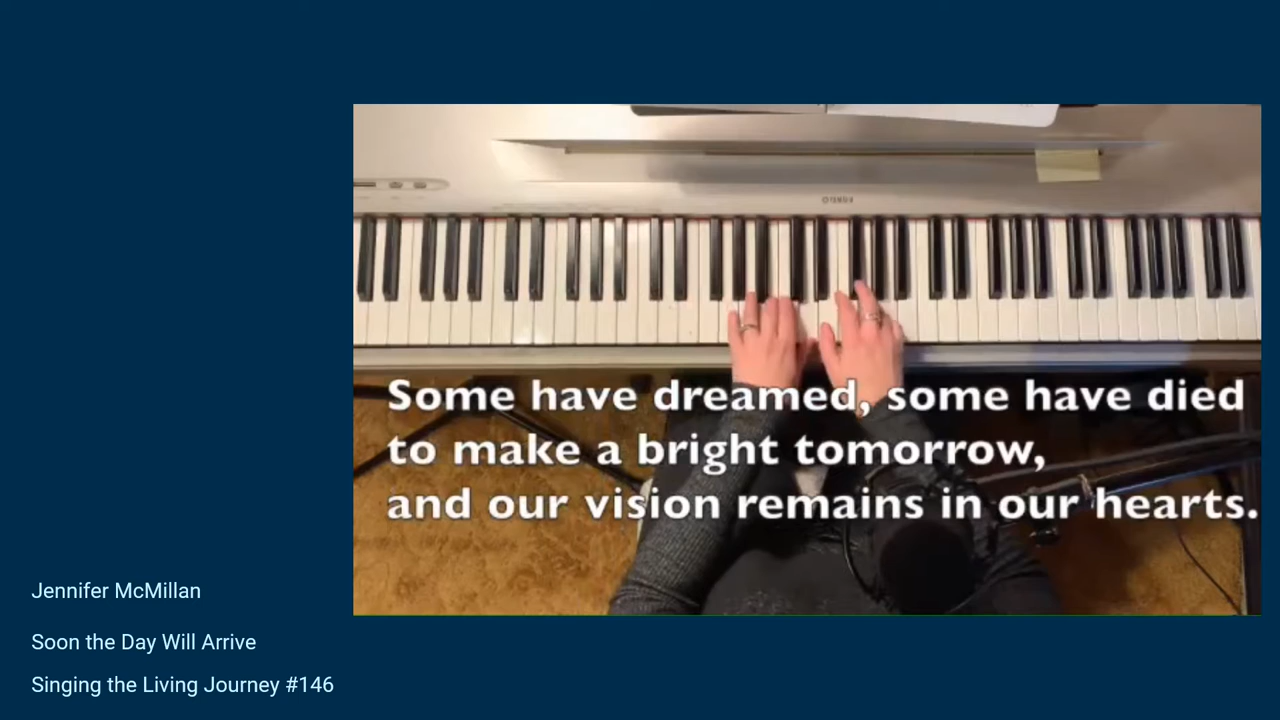 YAMAHA
Some have dreamed, some have died
to make a bright tomorrow,
and our vision remains in our hearts.
Jennifer McMillan
Soon the Day Will Arrive
Singing the Living Journey #146